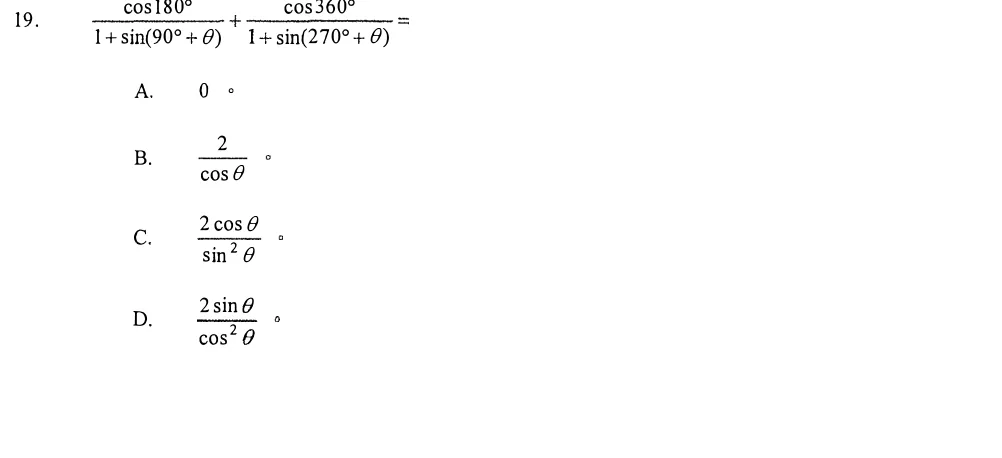 19. cos180° / 1+sin(90°+θ) + cos360° / 1+sin(270°+θ) =
A. 0 。
B. 2 / cos θ 。
C. 2 cos θ / sin² θ 。
D. 2 sin θ / cos² θ 。